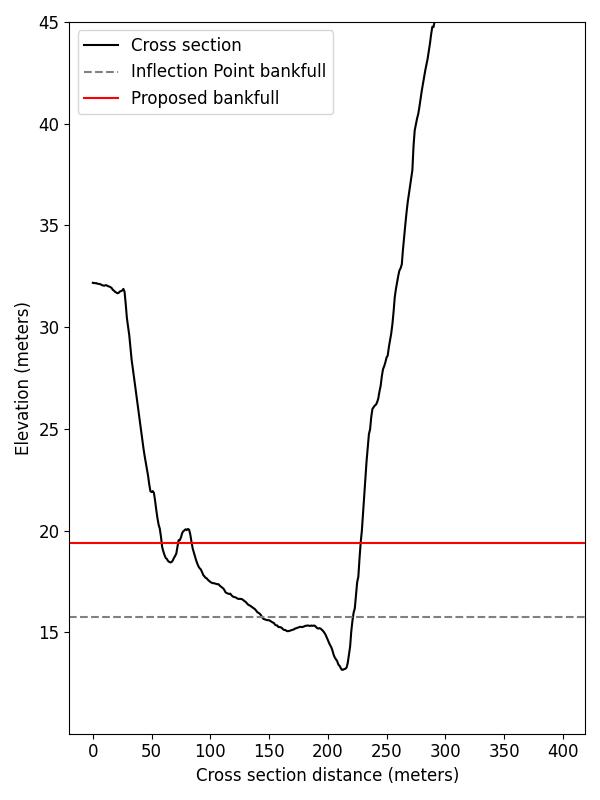 45
40
35
30
25
20
15
Elevation (meters)
Cross section
Inflection Point bankfull
Proposed bankfull
0 50 100 150 200 250 300 350 400
Cross section distance (meters)